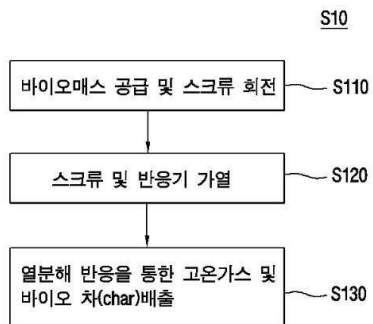 S10
바이오매스 공급 및 스크류 회전
S110
스크류 및 반응기 가열
S120
열분해 반응을 통한 고온가스 및
바이오 차(char)배출
S130